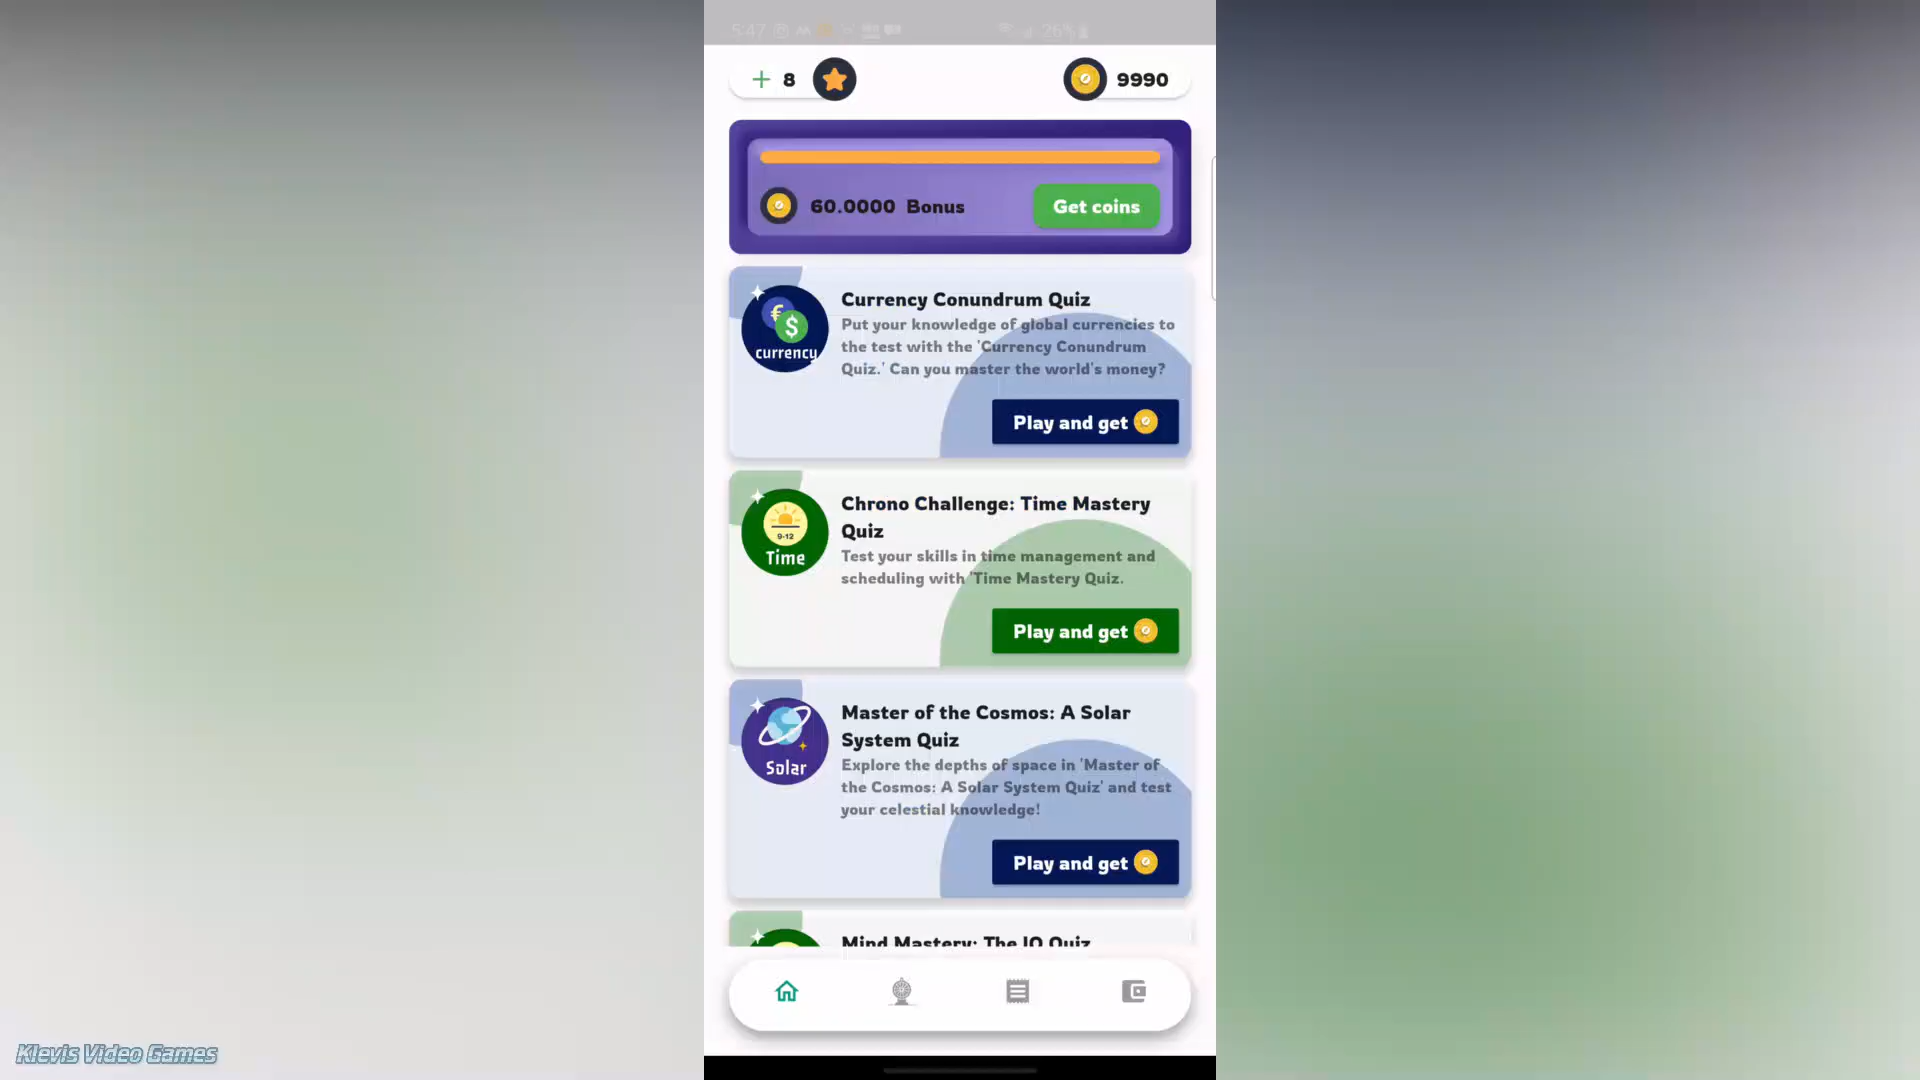 5:47
26%
8
9990
60.0000 Bonus
Get coins
currency
Currency Conundrum Quiz
Put your knowledge of global currencies to
the test with the 'Currency Conundrum
Quiz.' Can you master the world's money?
Play and get
9-12
Time
Chrono Challenge: Time Mastery
Quiz
Test your skills in time management and
scheduling with 'Time Mastery Quiz.
Play and get
Solar
Master of the Cosmos: A Solar
System Quiz
Explore the depths of space in 'Master of
the Cosmos: A Solar System Quiz' and test
your celestial knowledge!
Play and get
Mind Mastery: The IQ Quiz
Klevis Video Games